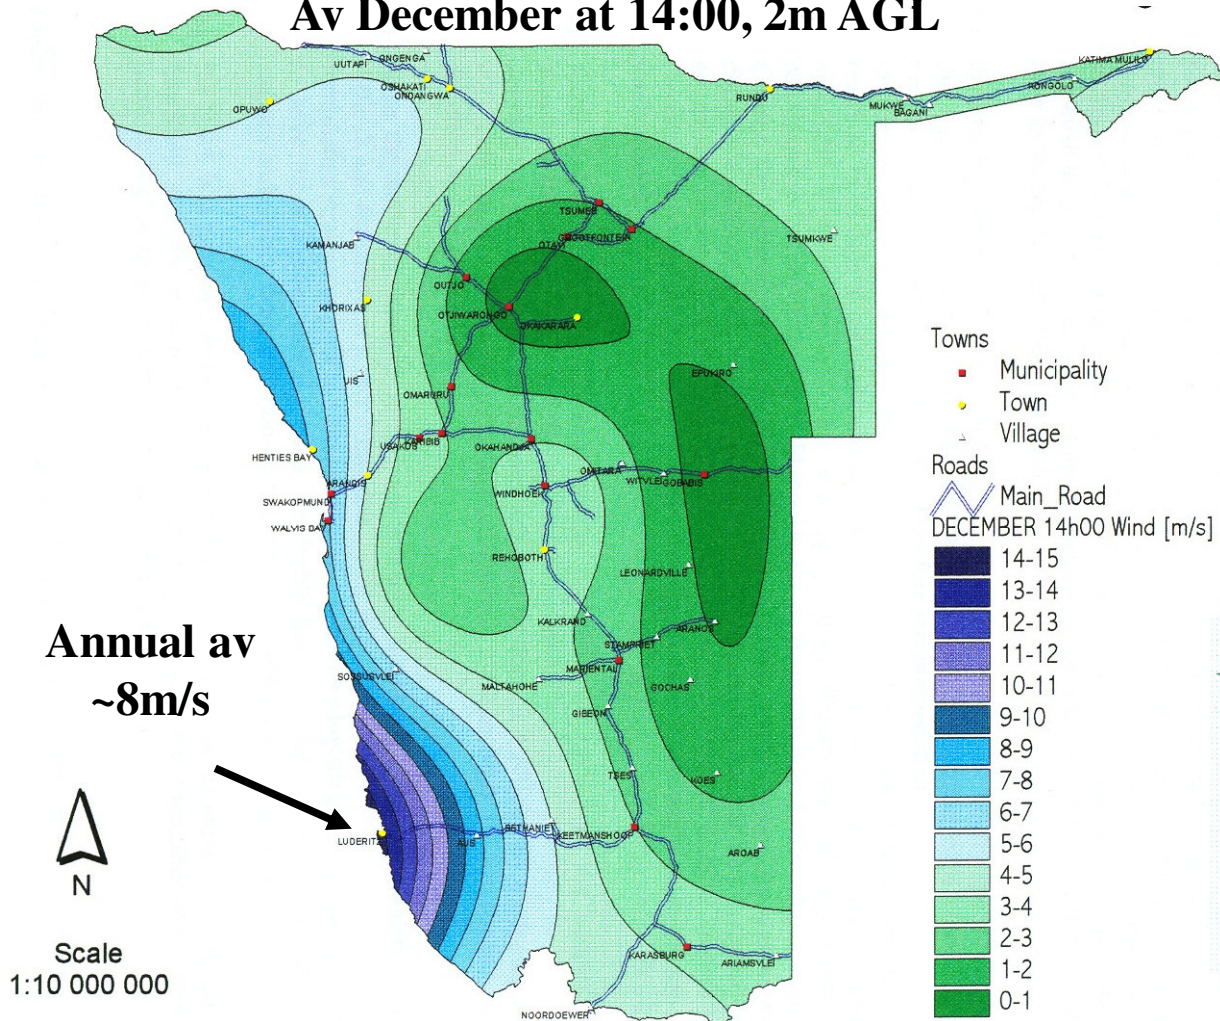 Av December at 14:00, 2m AGL
UUTAPI
ONGENGA
OSHAKATI
ONDANGWA
OPUWO
RUNDU
MUKWE
BAGANI
KONGOLO
KATIMA MULILO
TSUMEB
GROOTFONTEIN
OTAVI
TSUMKWE
KAMANJAB
OUTJO
KHORIXAS
OTJIWARONGO
OKAKARARA
UIS
OMARURU
EPUKIRO
USAKOS
KARIBIB
OKAHANDJA
HENTIES BAY
ARANDIS
SWAKOPMUND
WALVIS BAY
WINDHOEK
OMITARA
WITVLEI
GOBABIS
REHOBOTH
LEONARDVILLE
KALKRAND
STAMPRIET
ARANOS
MARIENTAL
SOSSUSVLEI
MALTAHOHE
GOCHAS
GIBEON
TSES
KOES
LUDERITZ
AUS
BETHANIE
KEETMANSHOOP
AROAB
KARASBURG
ARIAMSVLEI
NOORDOEWER
Annual av
~8m/s
N
Scale
1:10 000 000
Towns
Municipality
Town
Village
Roads
Main_Road
DECEMBER 14h00 Wind [m/s]
14-15
13-14
12-13
11-12
10-11
9-10
8-9
7-8
6-7
5-6
4-5
3-4
2-3
1-2
0-1